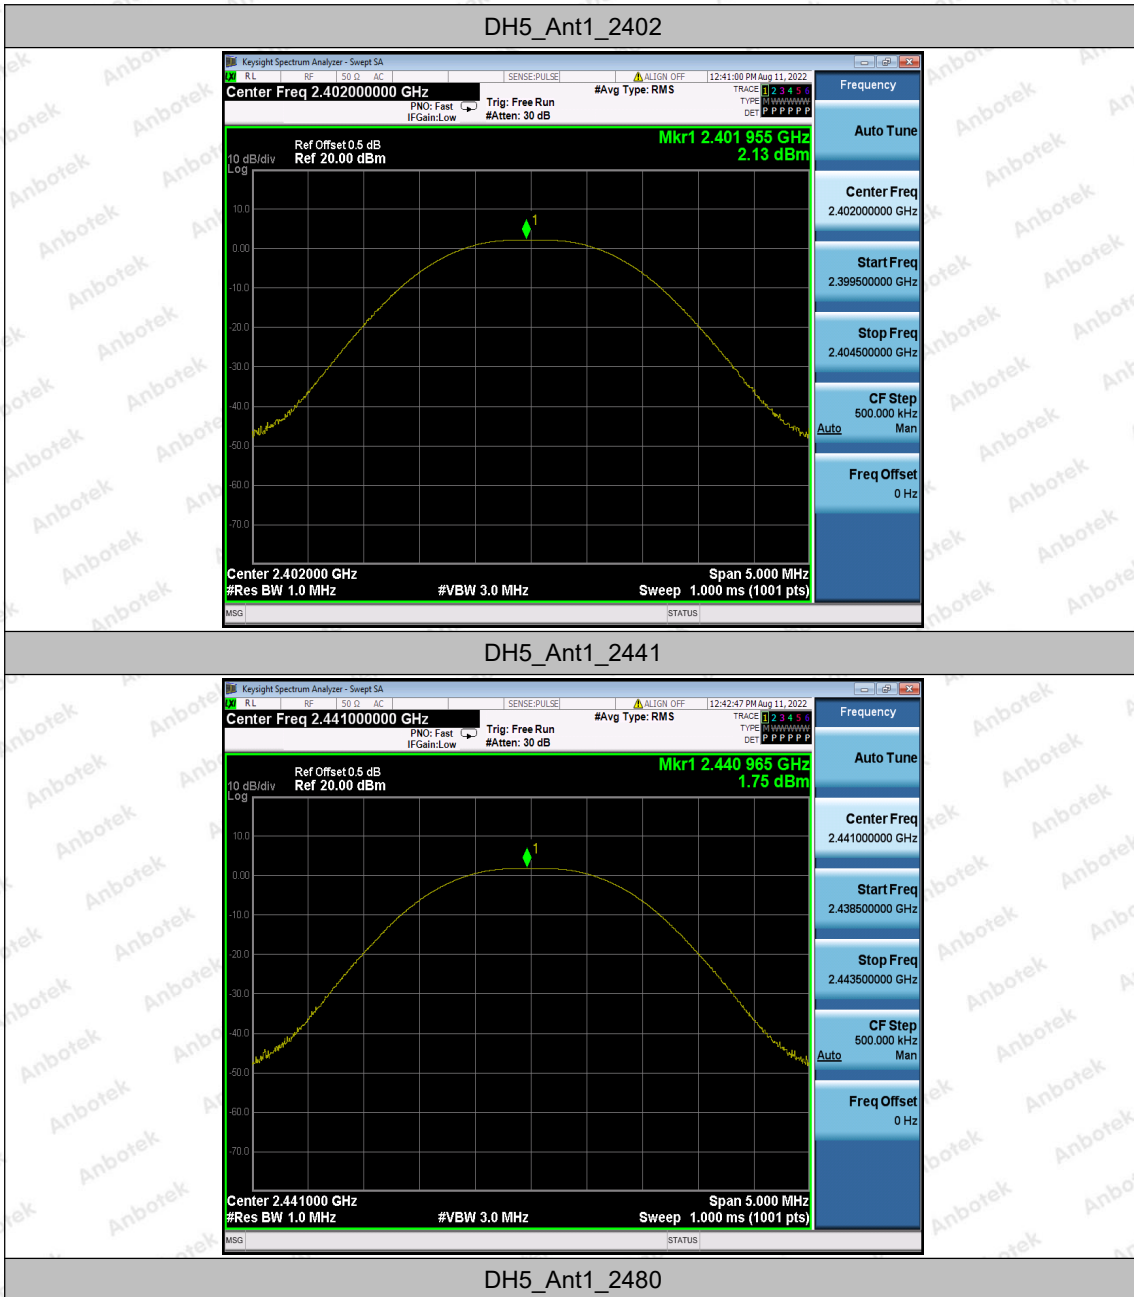 DH5_Ant1_2402
Keysight Spectrum Analyzer - Swept SA
LXI RL RF 50 Ω AC SENSE:PULSE ALIGN OFF 12:41:00 PM Aug 11, 2022
Center Freq 2.402000000 GHz
#Avg Type: RMS
TRACE 1 2 3 4 5 6
TYPE M WWWWW
DET P P P P P P
PNO: Fast
IFGain:Low
Trig: Free Run
#Atten: 30 dB
Frequency
Auto Tune
Center Freq
2.402000000 GHz
Start Freq
2.399500000 GHz
Stop Freq
2.404500000 GHz
CF Step
500.000 kHz
Auto Man
Freq Offset
0 Hz
Mkr1 2.401 955 GHz
2.13 dBm
Ref Offset 0.5 dB
10 dB/div Ref 20.00 dBm
Log
10.0
0.00
-10.0
-20.0
-30.0
-40.0
-50.0
-60.0
-70.0
1
Center 2.402000 GHz Span 5.000 MHz
#Res BW 1.0 MHz #VBW 3.0 MHz Sweep 1.000 ms (1001 pts)
MSG STATUS
DH5_Ant1_2441
Keysight Spectrum Analyzer - Swept SA
LXI RL RF 50 Ω AC SENSE:PULSE ALIGN OFF 12:42:47 PM Aug 11, 2022
Center Freq 2.441000000 GHz
#Avg Type: RMS
TRACE 1 2 3 4 5 6
TYPE M WWWWW
DET P P P P P P
PNO: Fast
IFGain:Low
Trig: Free Run
#Atten: 30 dB
Frequency
Auto Tune
Center Freq
2.441000000 GHz
Start Freq
2.438500000 GHz
Stop Freq
2.443500000 GHz
CF Step
500.000 kHz
Auto Man
Freq Offset
0 Hz
Mkr1 2.440 965 GHz
1.75 dBm
Ref Offset 0.5 dB
10 dB/div Ref 20.00 dBm
Log
10.0
0.00
-10.0
-20.0
-30.0
-40.0
-50.0
-60.0
-70.0
1
Center 2.441000 GHz Span 5.000 MHz
#Res BW 1.0 MHz #VBW 3.0 MHz Sweep 1.000 ms (1001 pts)
MSG STATUS
DH5_Ant1_2480